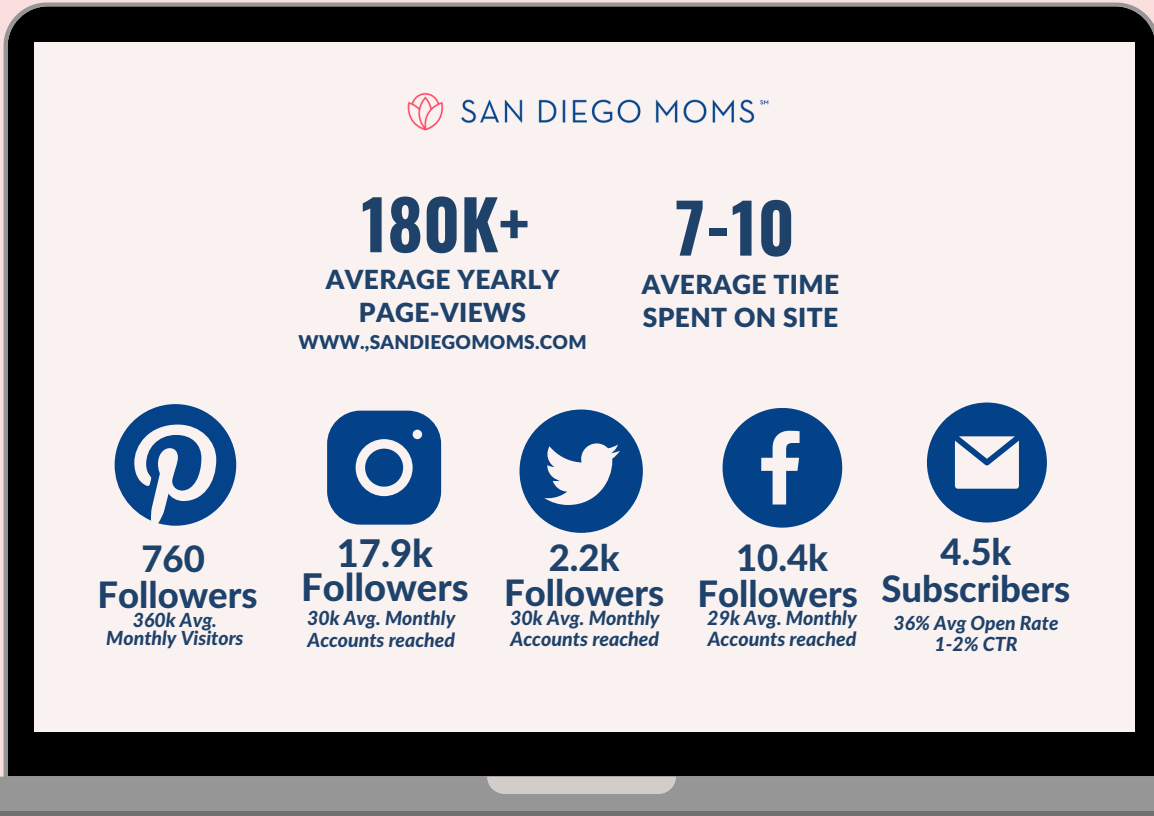 SAN DIEGO MOMS℠
180K+
AVERAGE YEARLY
PAGE-VIEWS
WWW.,SANDIEGOMOMS.COM
7-10
AVERAGE TIME
SPENT ON SITE
760
Followers
360k Avg.
Monthly Visitors
17.9k
Followers
30k Avg. Monthly
Accounts reached
2.2k
Followers
30k Avg. Monthly
Accounts reached
10.4k
Followers
29k Avg. Monthly
Accounts reached
4.5k
Subscribers
36% Avg Open Rate
1-2% CTR